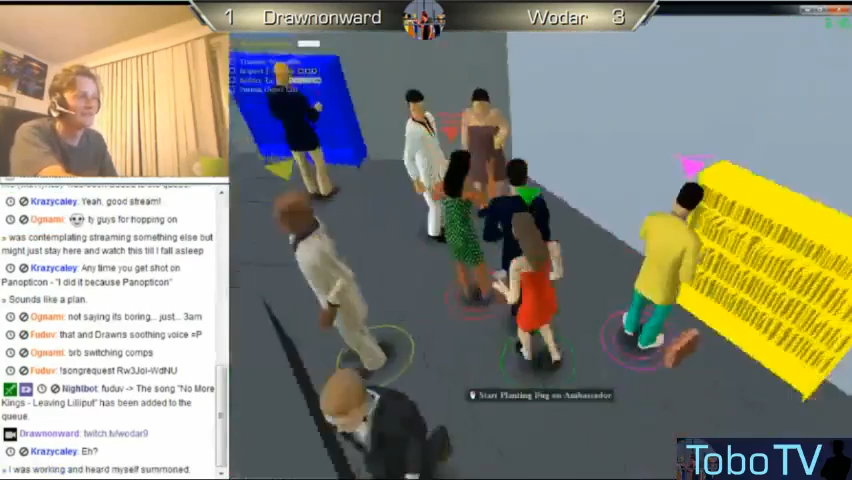 1 Drawnonward Wodar 3
Krazycaley: Yeah, good stream!
Ognami: ty guys for hopping on
» was contemplating streaming something else but
might just stay here and watch this till I fall asleep
Krazycaley: Any time you get shot on
Panopticon - "I did it because Panopticon"
» Sounds like a plan.
Ognami: not saying its boring... just... 3am
Fuduv: that and Drawns soothing voice =P
Ognami: brb switching comps
Fuduv: !songrequest Rw3Joi-WdNU
Nightbot: fuduv -> The song "No More
Kings - Leaving Lilliput" has been added to the
queue.
Drawnonward: twitch.tv/wodar9
Krazycaley: Eh?
» I was working and heard myself summoned.
Start Planting Bug on Ambassador
ToboTV